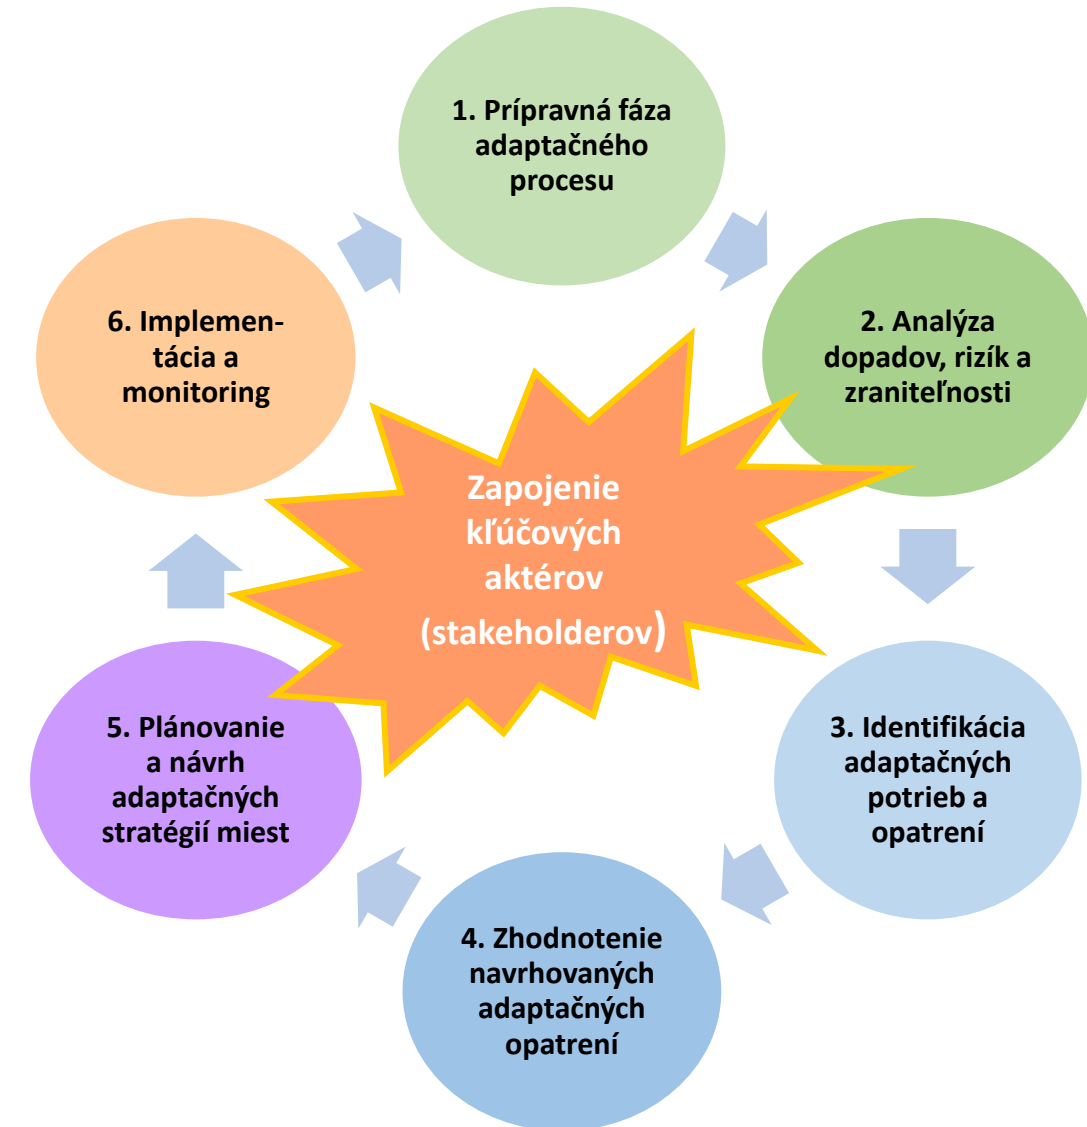 1. Prípravná fáza
adaptačného
procesu
2. Analýza
dopadov, rizík a
zraniteľnosti
3. Identifikácia
adaptačných
potrieb a
opatrení
4. Zhodnotenie
navrhovaných
adaptačných
opatrení
5. Plánovanie
a návrh
adaptačných
stratégií miest
6. Implemen-
tácia a
monitoring
Zapojenie
kľúčových
aktérov
(stakeholderov)